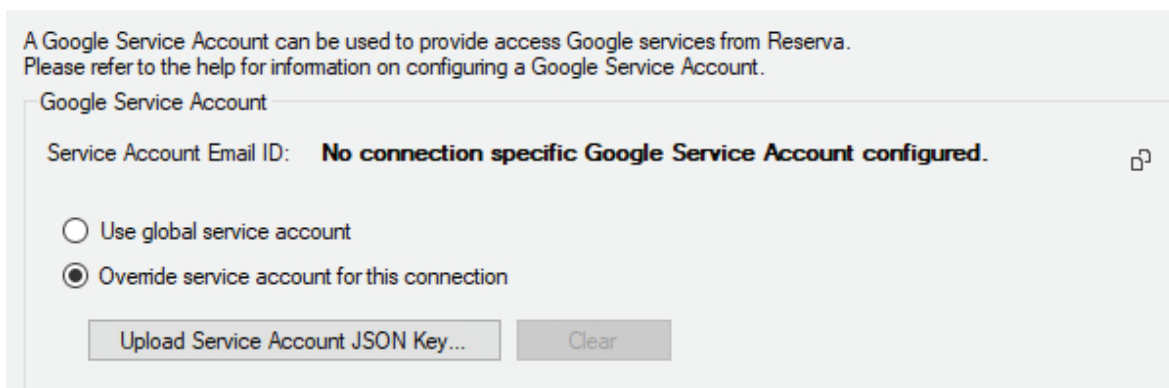 A Google Service Account can be used to provide access Google services from Reserva.
Please refer to the help for information on configuring a Google Service Account.
Google Service Account
Service Account Email ID: No connection specific Google Service Account configured.
Use global service account
Override service account for this connection
Upload Service Account JSON Key... Clear